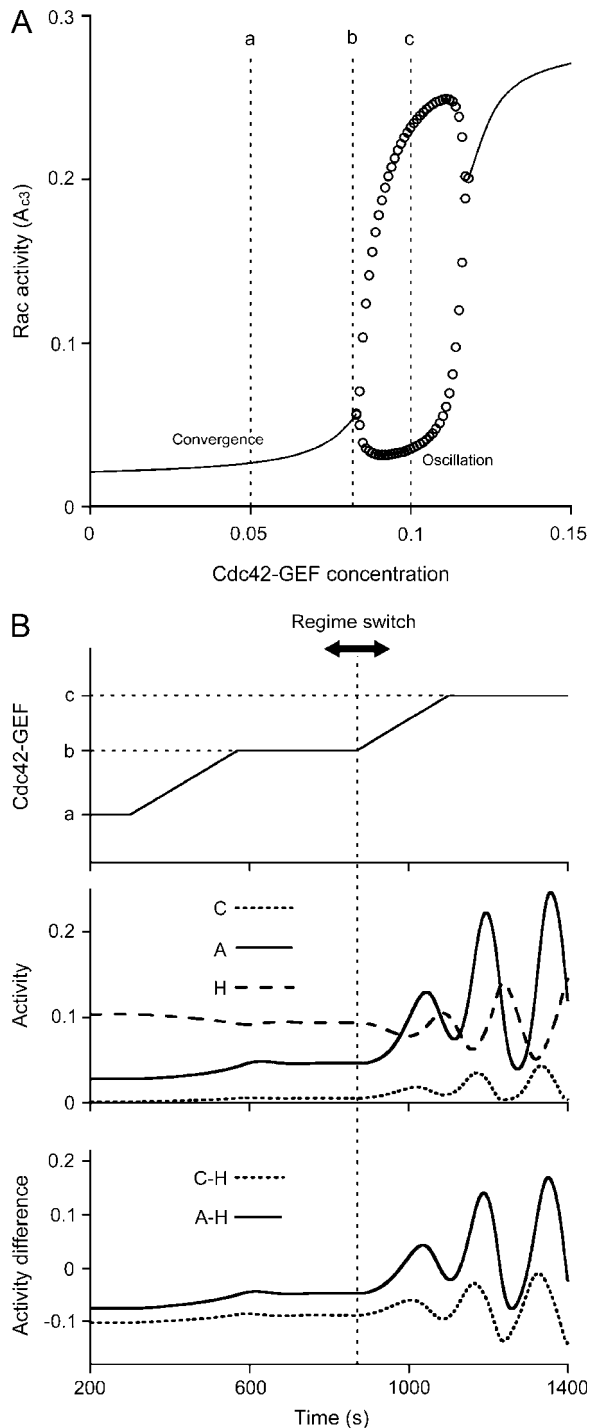 A
0.3
a
b
c
0.2
Rac activity (Ac3)
0.1
Convergence
Oscillation
0
0
0.05
0.1
0.15
Cdc42-GEF concentration
B
Regime switch
Cdc42-GEF
c
b
a
Activity
0.2
0.1
0
C
A
H
Activity difference
0.2
0.1
0
-0.1
C-H
A-H
200
600
1000
1400
Time (s)